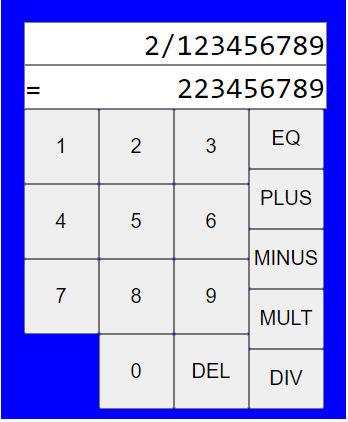 2/123456789
= 223456789
1 2 3 EQ
PLUS
4 5 6
MINUS
7 8 9
MULT
0 DEL
DIV